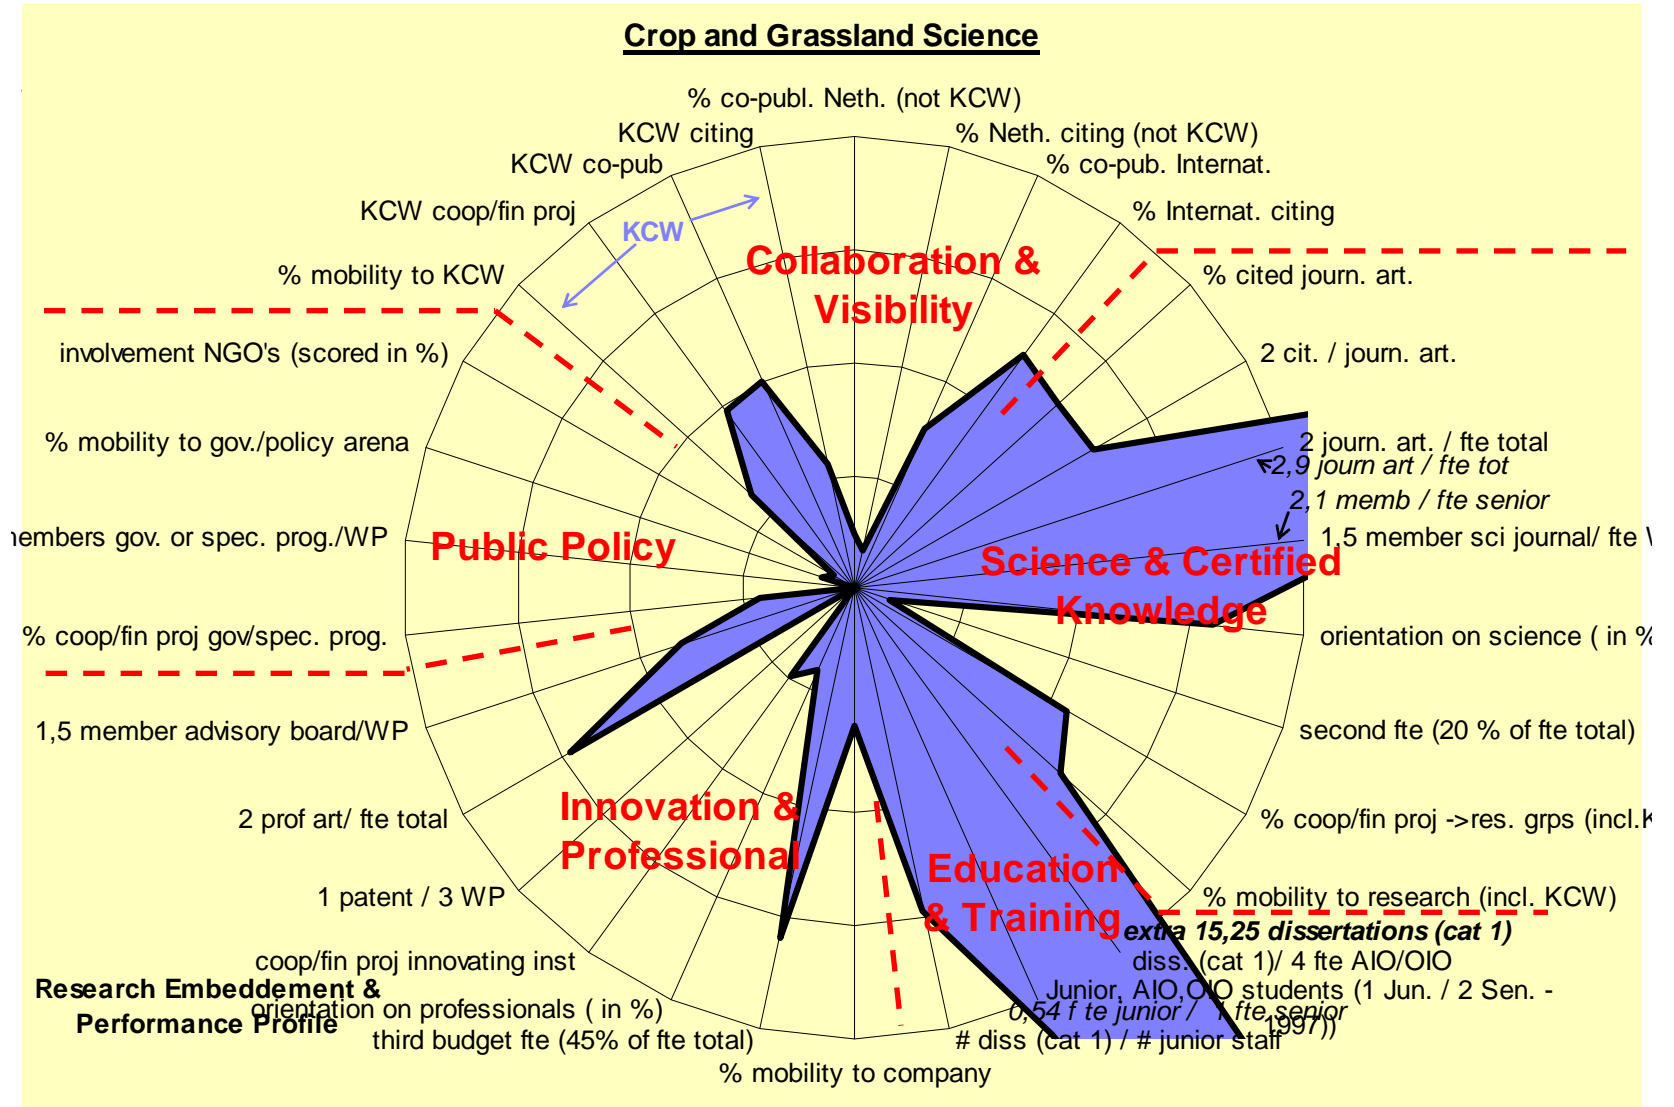 Crop and Grassland Science
% co-publ. Neth. (not KCW)
KCW citing
% Neth. citing (not KCW)
KCW co-pub
% co-pub. Internat.
KCW coop/fin proj
% Internat. citing
KCW
Collaboration &
Visibility
% mobility to KCW
% cited journ. art.
involvement NGO's (scored in %)
2 cit. / journ. art.
% mobility to gov./policy arena
2 journ. art. / fte total
2,9 journ art / fte tot
2,1 memb / fte senior
members gov. or spec. prog./WP
Public Policy
1,5 member sci journal/ fte
Science & Certified
Knowledge
% coop/fin proj gov/spec. prog.
orientation on science ( in %
1,5 member advisory board/WP
second fte (20 % of fte total)
2 prof art/ fte total
Innovation &
Professional
% coop/fin proj ->res. grps (incl.K
Education
& Training
1 patent / 3 WP
% mobility to research (incl. KCW)
extra 15,25 dissertations (cat 1)
coop/fin proj innovating inst
diss. (cat 1)/ 4 fte AIO/OIO
Research Embeddement &
Performance Profile
orientation on professionals ( in %)
Junior, AIO,OIO students (1 Jun. / 2 Sen. -
1997))
0,54 f te junior / 1 fte senior
third budget fte (45% of fte total)
# diss (cat 1) / # junior staff
% mobility to company